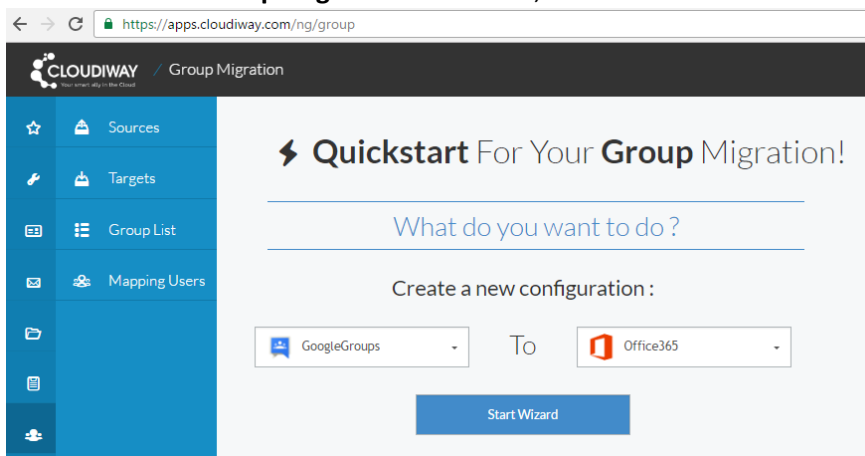 https://apps.cloudiway.com/ng/group
CLOUDIWAY / Group Migration
Your smart ally in the Cloud
Sources
Targets
Group List
Mapping Users
Quickstart For Your Group Migration!
What do you want to do ?
Create a new configuration :
GoogleGroups To Office365
Start Wizard